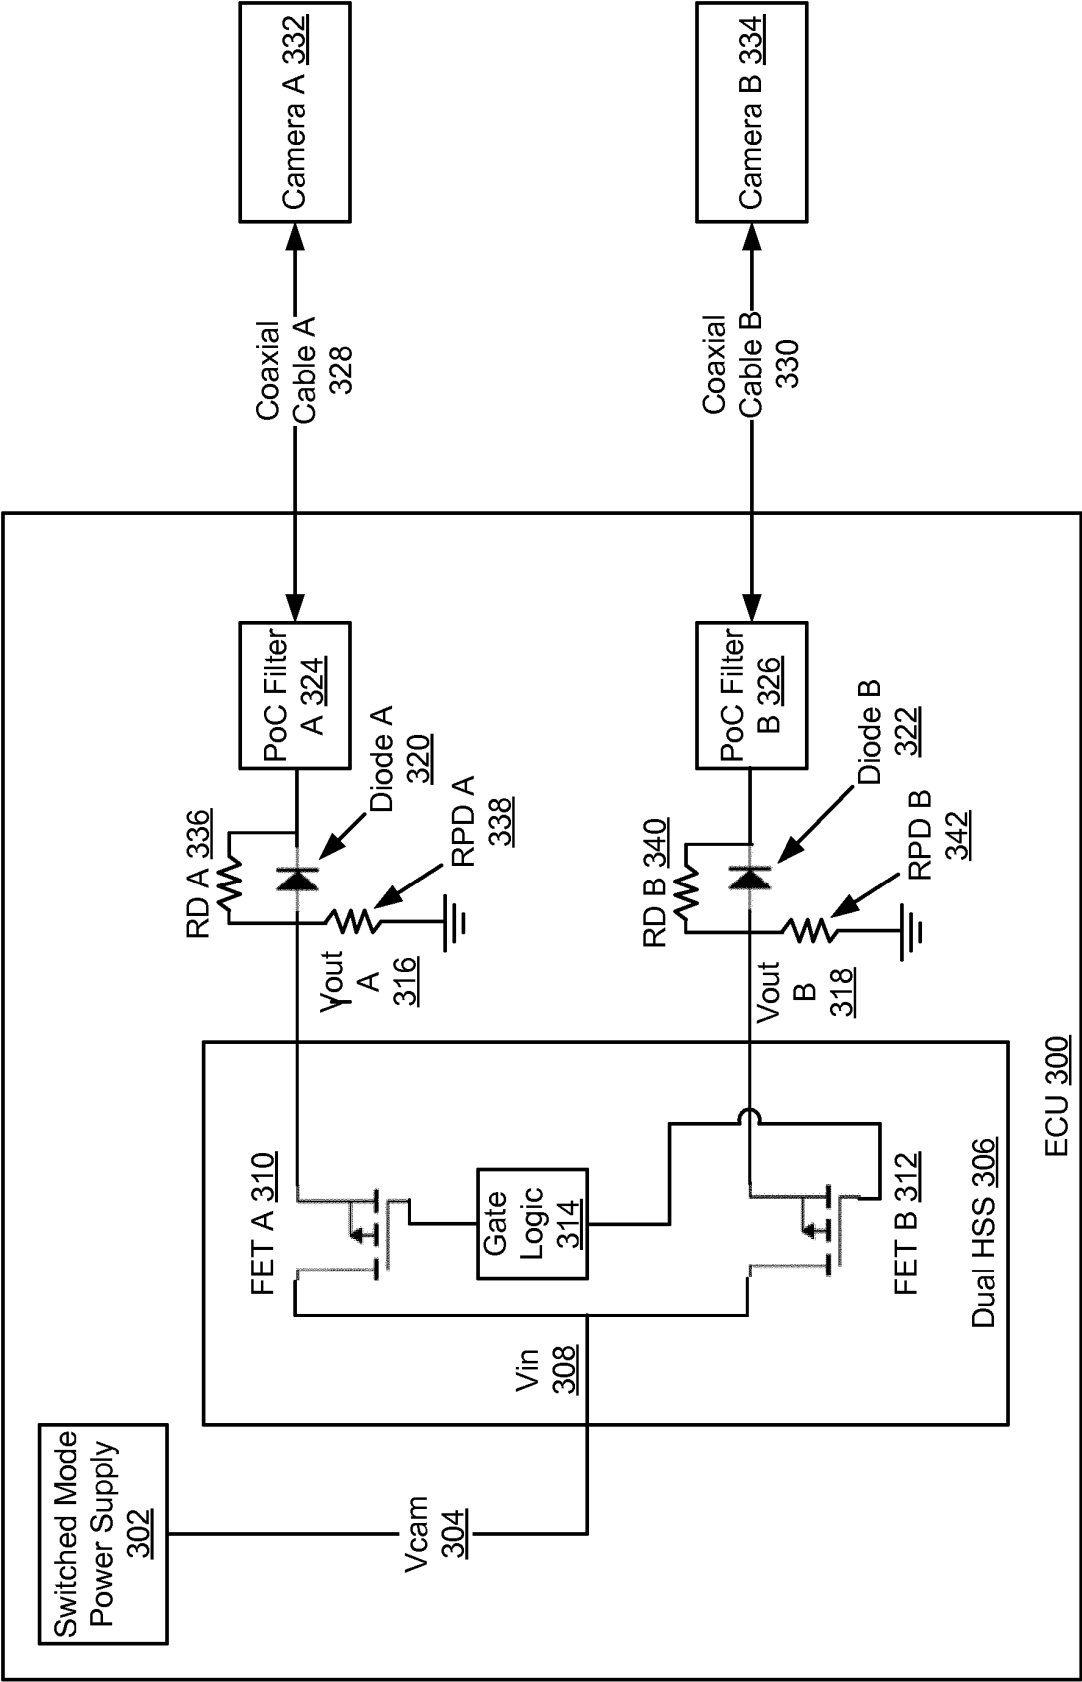 Switched Mode
Power Supply
302
Vcam
304
Vin
308
FET A 310
Gate
Logic
314
FET B 312
Dual HSS 306
ECU 300
Vout
A
316
Vout
B
318
RD A 336
Diode A
320
RPD A
338
RD B 340
Diode B
322
RPD B
342
PoC Filter
A 324
PoC Filter
B 326
Coaxial
Cable A
328
Coaxial
Cable B
330
Camera A 332
Camera B 334